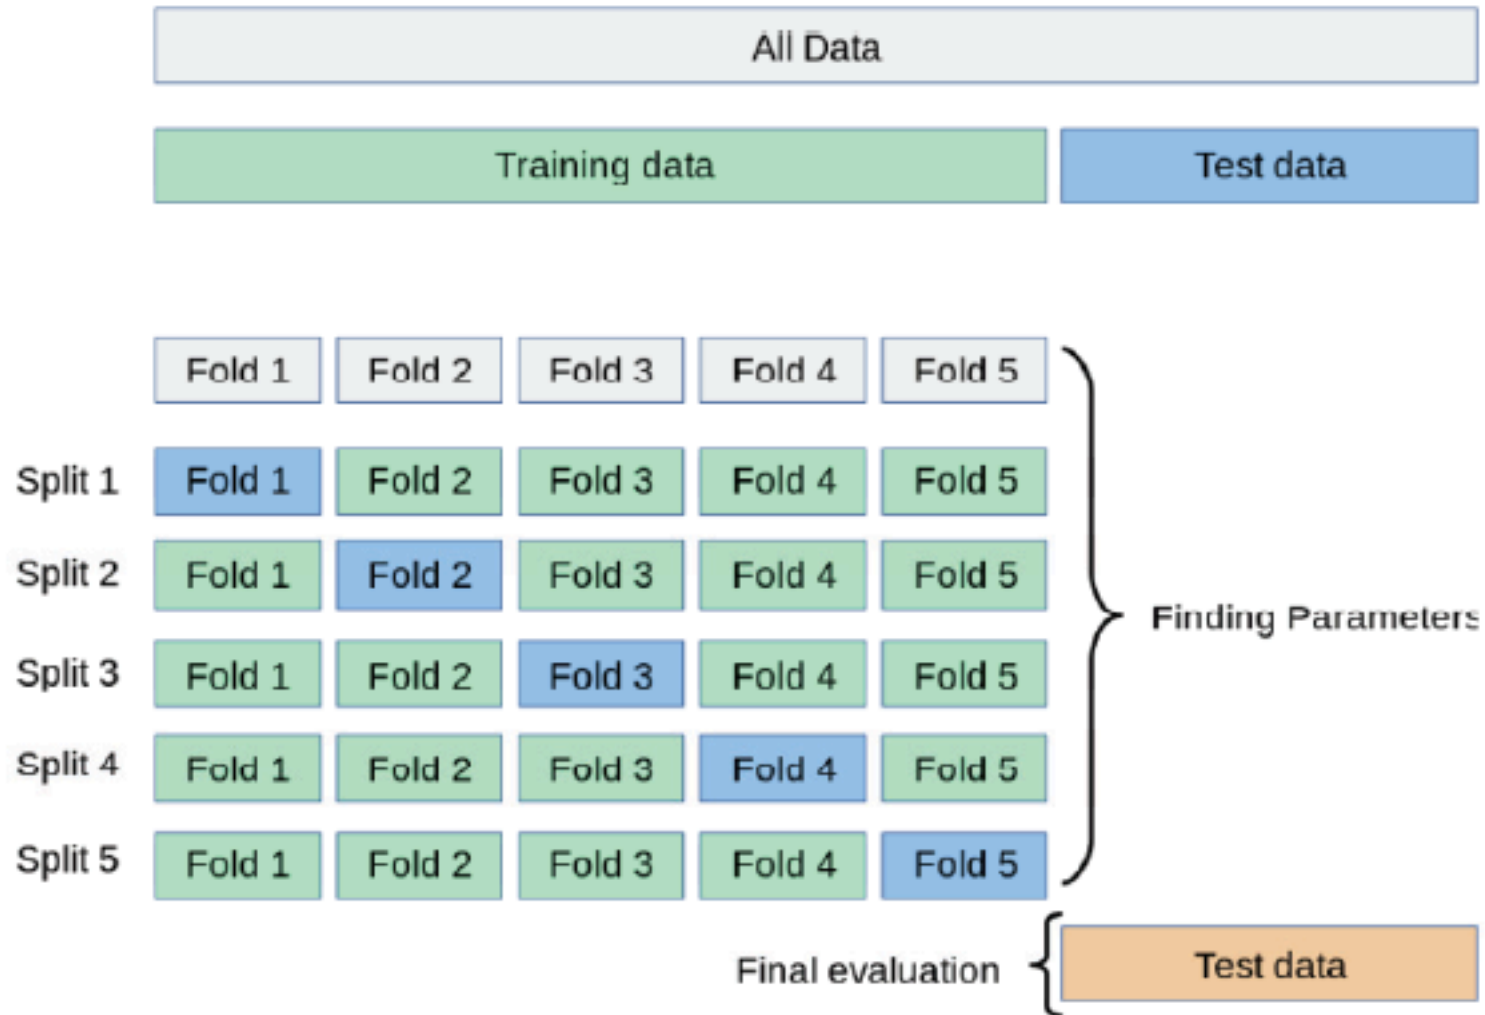 All Data
Training data Test data
Fold 1 Fold 2 Fold 3 Fold 4 Fold 5
Split 1 Fold 1 Fold 2 Fold 3 Fold 4 Fold 5
Split 2 Fold 1 Fold 2 Fold 3 Fold 4 Fold 5
Finding Parameters
Split 3 Fold 1 Fold 2 Fold 3 Fold 4 Fold 5
Split 4 Fold 1 Fold 2 Fold 3 Fold 4 Fold 5
Split 5 Fold 1 Fold 2 Fold 3 Fold 4 Fold 5
Final evaluation Test data